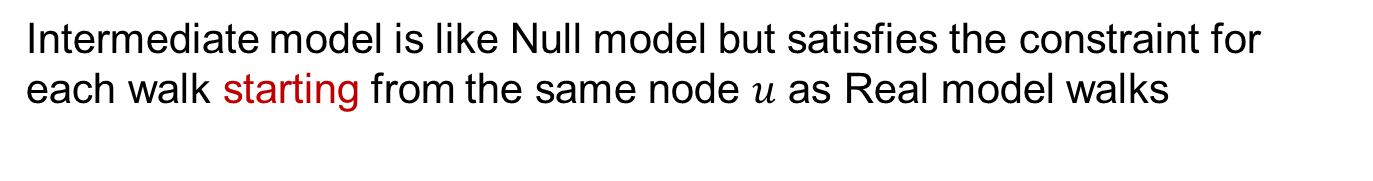 Intermediate model is like Null model but satisfies the constraint for
each walk starting from the same node 𝑢 as Real model walks